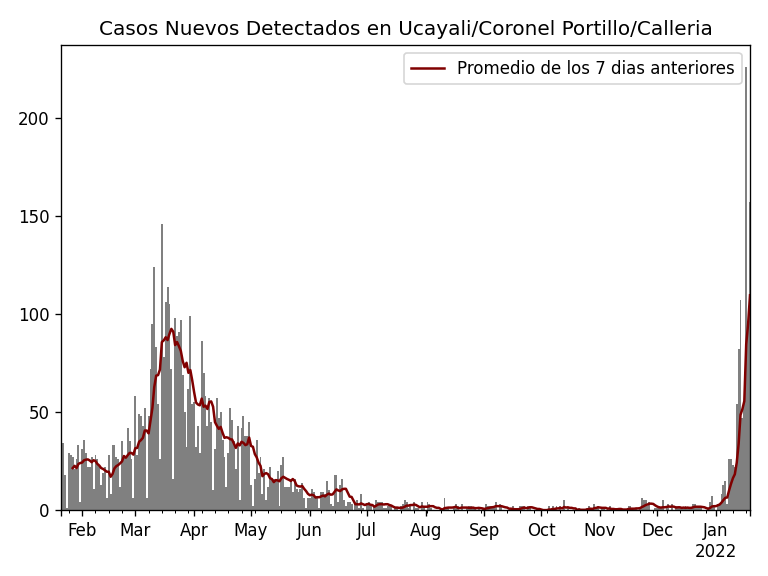 Casos Nuevos Detectados en Ucayali/Coronel Portillo/Calleria
Promedio de los 7 dias anteriores
200
150
100
50
0
Feb Mar Apr May Jun Jul Aug Sep Oct Nov Dec Jan
2022